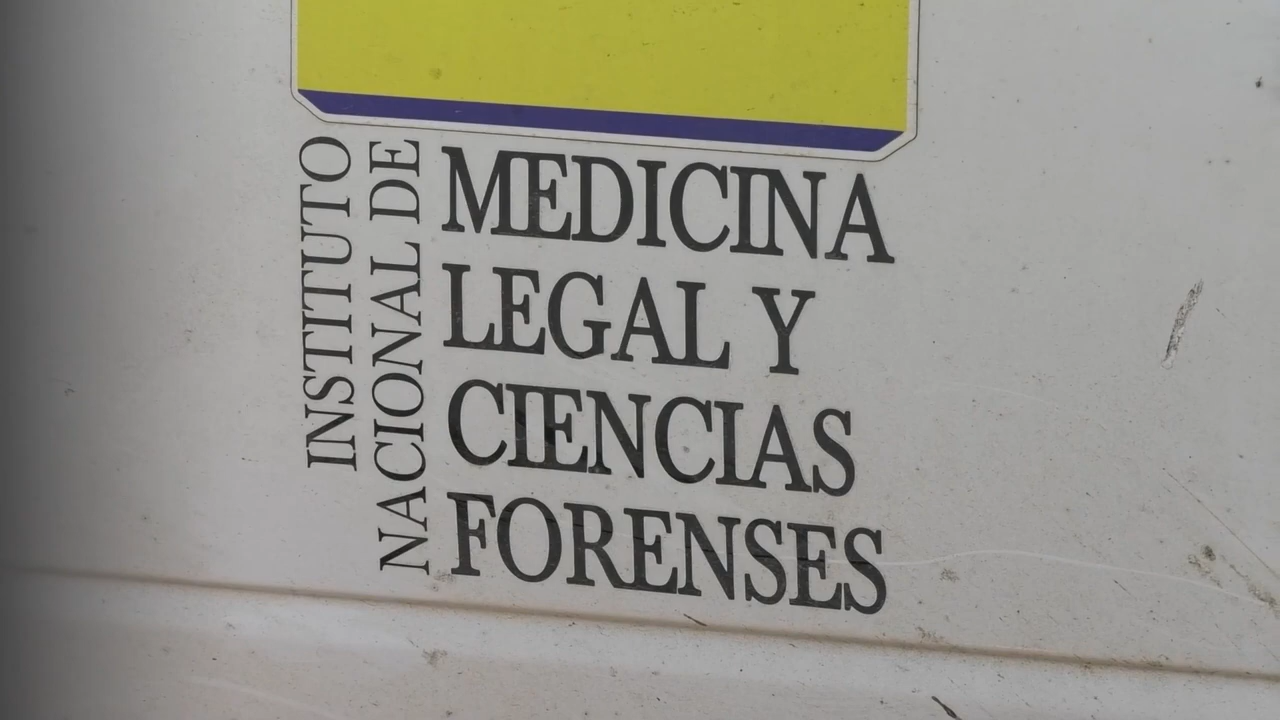 INSTITUTO
NACIONAL DE
MEDICINA
LEGAL Y
CIENCIAS
FORENSES